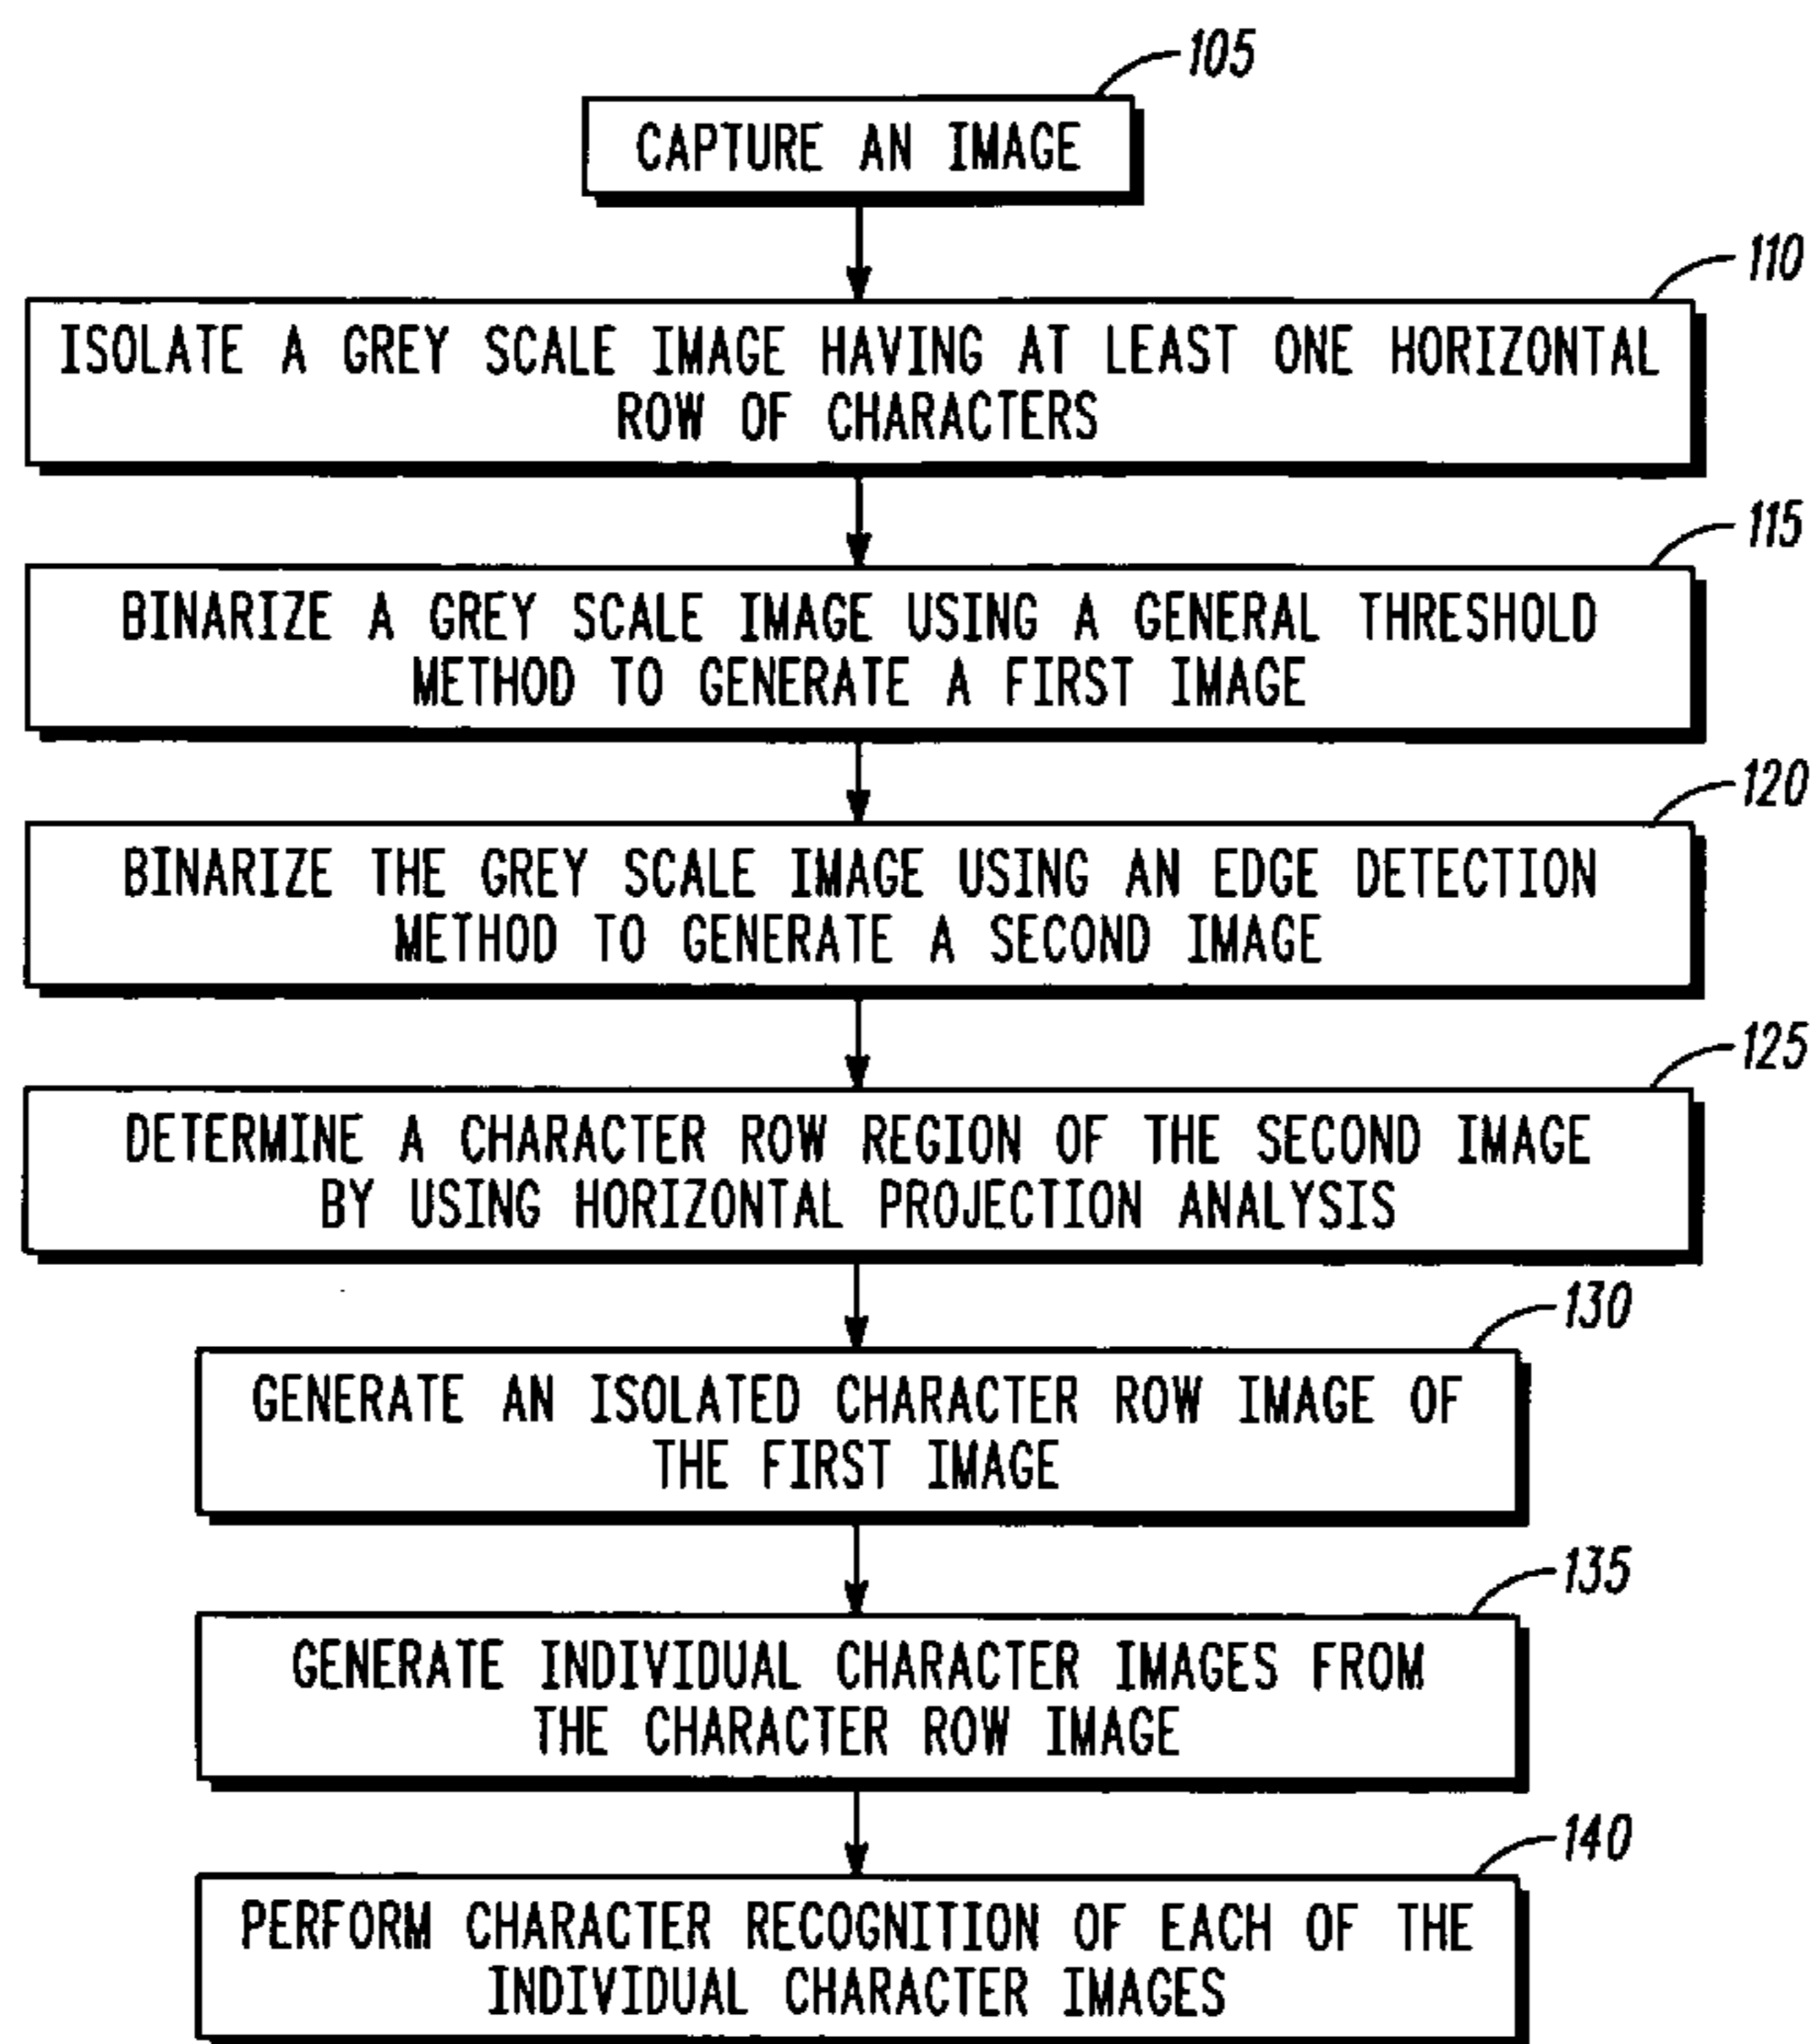 105
CAPTURE AN IMAGE
110
ISOLATE A GREY SCALE IMAGE HAVING AT LEAST ONE HORIZONTAL
ROW OF CHARACTERS
115
BINARIZE A GREY SCALE IMAGE USING A GENERAL THRESHOLD
METHOD TO GENERATE A FIRST IMAGE
120
BINARIZE THE GREY SCALE IMAGE USING AN EDGE DETECTION
METHOD TO GENERATE A SECOND IMAGE
125
DETERMINE A CHARACTER ROW REGION OF THE SECOND IMAGE
BY USING HORIZONTAL PROJECTION ANALYSIS
130
GENERATE AN ISOLATED CHARACTER ROW IMAGE OF
THE FIRST IMAGE
135
GENERATE INDIVIDUAL CHARACTER IMAGES FROM
THE CHARACTER ROW IMAGE
140
PERFORM CHARACTER RECOGNITION OF EACH OF THE
INDIVIDUAL CHARACTER IMAGES